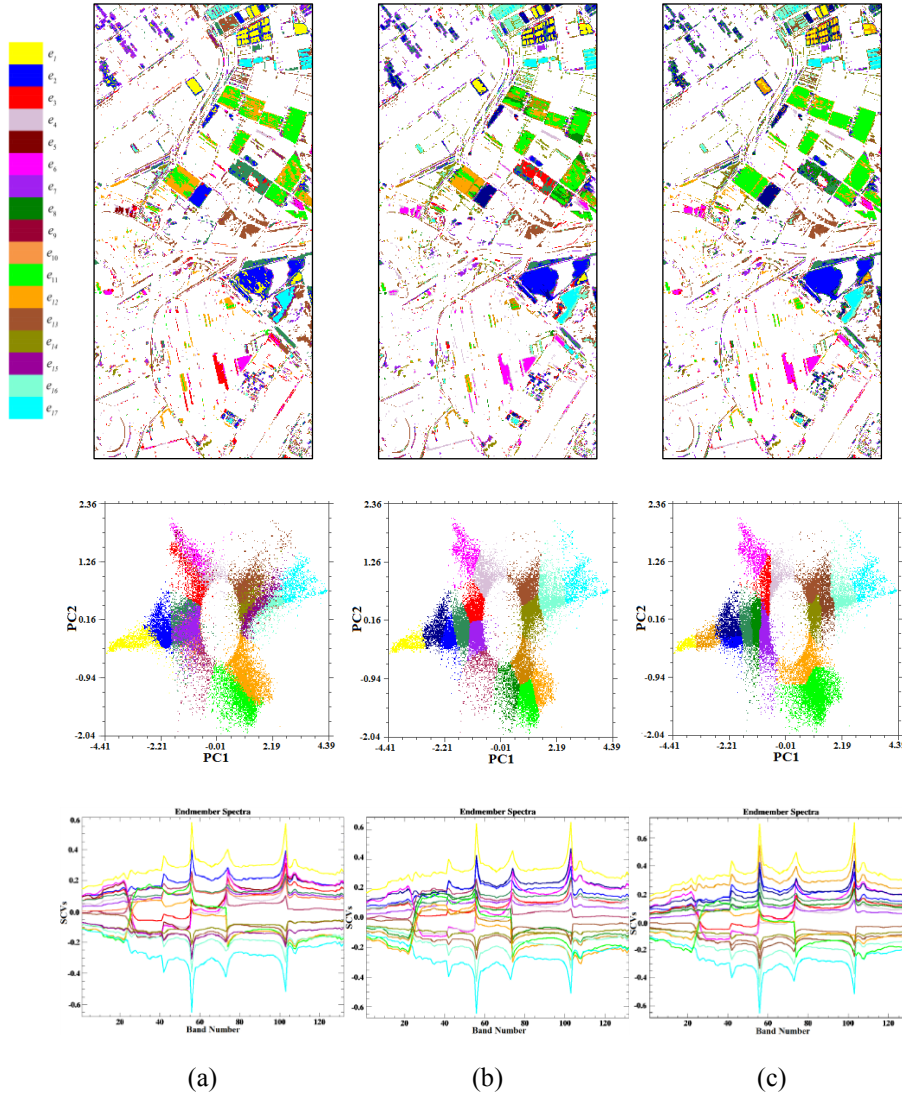 e1
e2
e3
e4
e5
e6
e7
e8
e9
e10
e11
e12
e13
e14
e15
e16
e17
2.36
1.26
0.16
-0.94
-2.04
PC2
-4.41 -2.21 -0.01 2.19 4.39
PC1
2.36
1.26
0.16
-0.94
-2.04
PC2
-4.41 -2.21 -0.01 2.19 4.39
PC1
2.36
1.26
0.16
-0.94
-2.04
PC2
-4.41 -2.21 -0.01 2.19 4.3
PC1
Endmember Spectra
0.6
0.4
0.2
0.0
-0.2
-0.4
-0.6
SCVs
20 40 60 80 100 120
Band Number
Endmember Spectra
0.6
0.4
0.2
0.0
-0.2
-0.4
-0.6
SCVs
20 40 60 80 100 120
Band Number
Endmember Spectra
0.6
0.4
0.2
0.0
-0.2
-0.4
-0.6
SCVs
20 40 60 80 100 120
Band Number
(a) (b) (c)